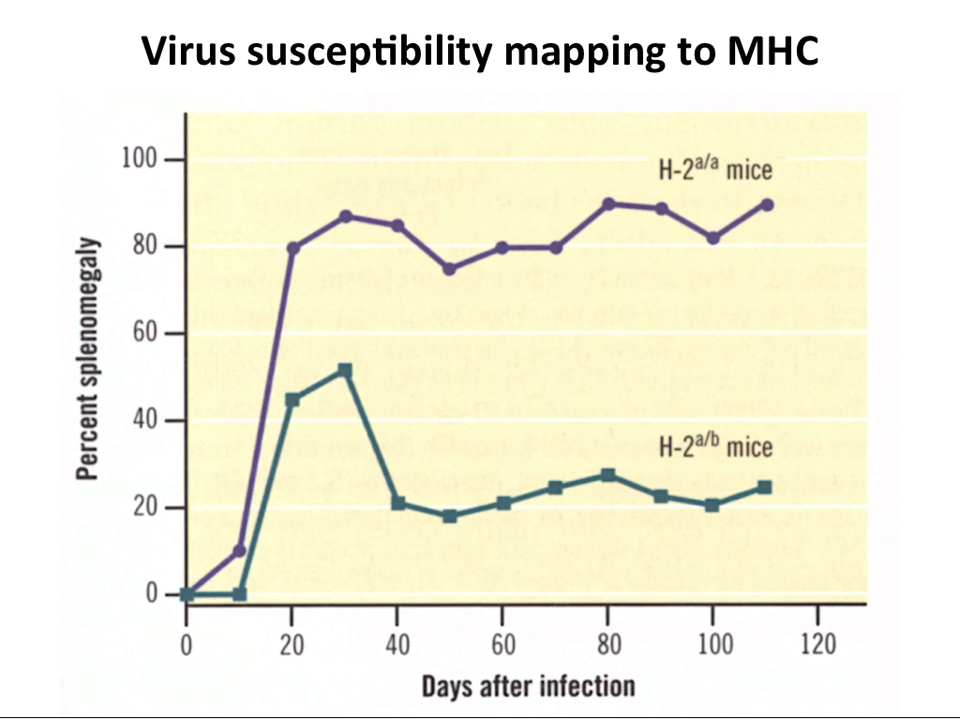 Virus susceptibility mapping to MHC
100
80
60
40
20
0
Percent splenomegaly
H-2a/a mice
H-2a/b mice
0 20 40 60 80 100 120
Days after infection